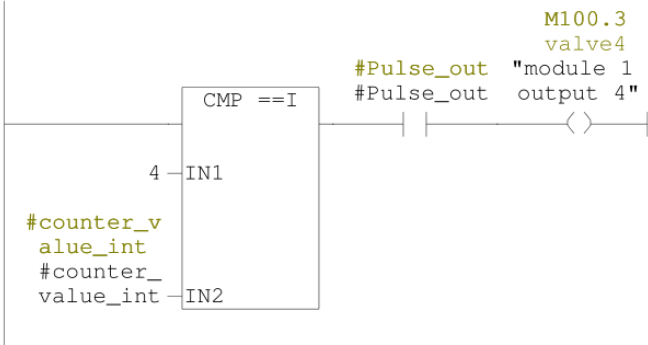 M100.3
valve4
#Pulse_out "module 1
#Pulse_out output 4"
CMP ==I
4 IN1
#counter_v
alue_int
#counter_
value_int IN2